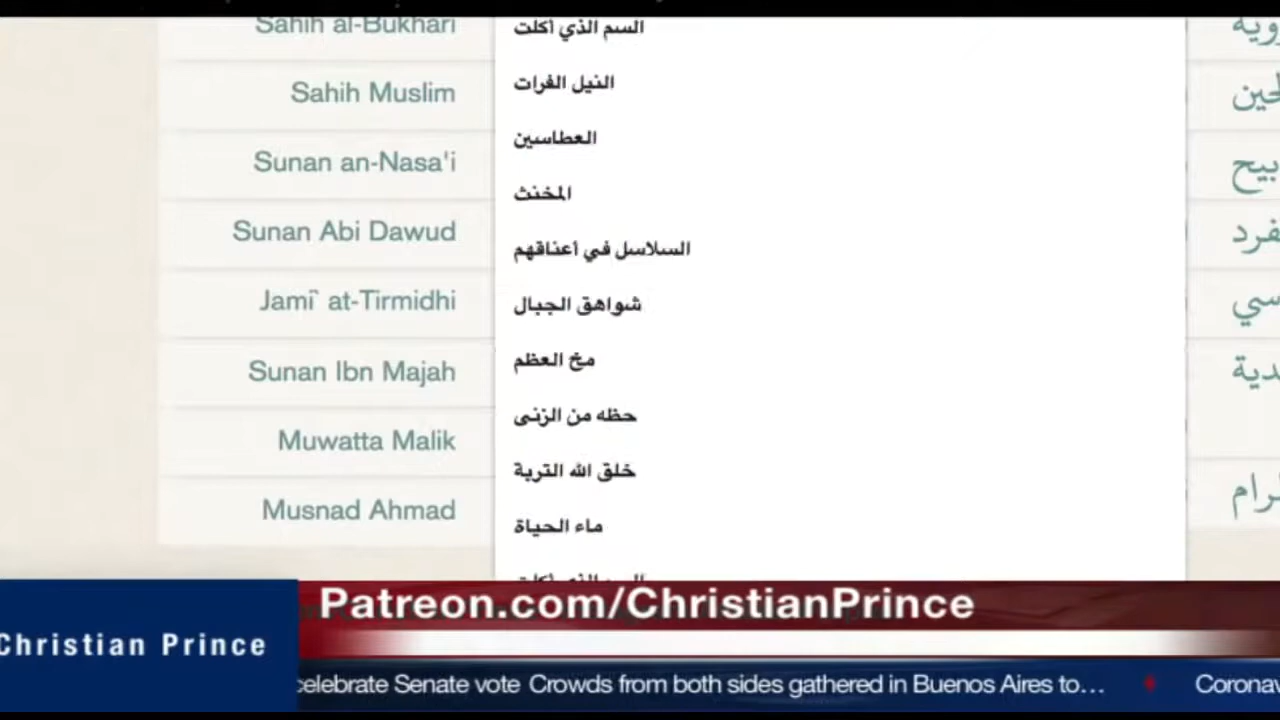 Sahih al-Bukhari
Sahih Muslim
Sunan an-Nasa'i
Sunan Abi Dawud
Jami` at-Tirmidhi
Sunan Ibn Majah
Muwatta Malik
Musnad Ahmad
السم الذي أكلت
النيل الفرات
العطاسين
المخنث
السلاسل في أعناقهم
شواهق الجبال
مخ العظم
حظه من الزنى
خلق الله التربة
ماء الحياة
Patreon.com/ChristianPrince
Christian Prince
celebrate Senate vote Crowds from both sides gathered in Buenos Aires to…